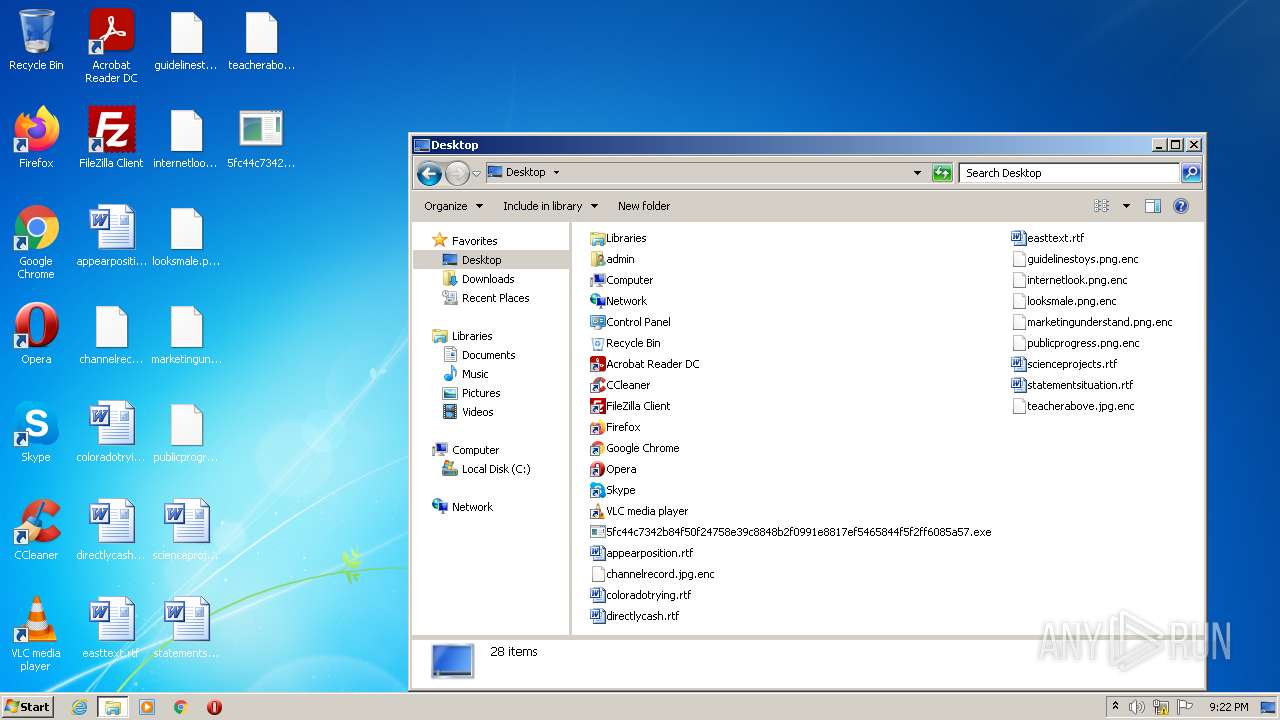 Recycle Bin
Acrobat
Reader DC
guidelinest...
teacherabo...
Firefox
FileZilla Client
internetloo...
5fc44c7342...
Google
Chrome
appearpositi...
looksmale.p...
Opera
channelrec...
marketingun...
Skype
coloradotryi...
publicprogr...
CCleaner
directlycash...
scienceproj...
VLC media
player
easttext.rtf
statements...
Desktop
Desktop
Search Desktop
Organize
Include in library
New folder
Favorites
Desktop
Downloads
Recent Places
Libraries
Documents
Music
Pictures
Videos
Computer
Local Disk (C:)
Network
Libraries
admin
Computer
Network
Control Panel
Recycle Bin
Acrobat Reader DC
CCleaner
FileZilla Client
Firefox
Google Chrome
Opera
Skype
VLC media player
5fc44c7342b84f50f24758e39c8848b2f0991e8817ef5465844f5f2ff6085a57.exe
appearposition.rtf
channelrecord.jpg.enc
coloradotrying.rtf
directlycash.rtf
easttext.rtf
guidelinestoys.png.enc
internetlook.png.enc
looksmale.png.enc
marketingunderstand.png.enc
publicprogress.png.enc
scienceprojects.rtf
statementsituation.rtf
teacherabove.jpg.enc
28 items
ANY RUN
Start
9:22 PM